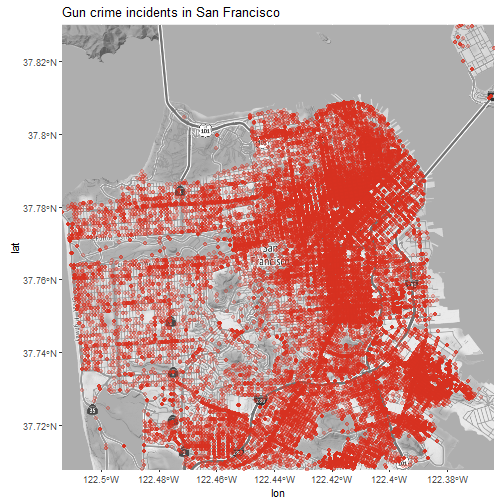 Gun crime incidents in San Francisco
37.82°N
37.8°N
37.78°N
37.76°N
37.74°N
37.72°N
lat
101
San
Francisco
35
280
101
122.5°W
122.48°W
122.46°W
122.44°W
122.42°W
122.4°W
122.38°W
lon